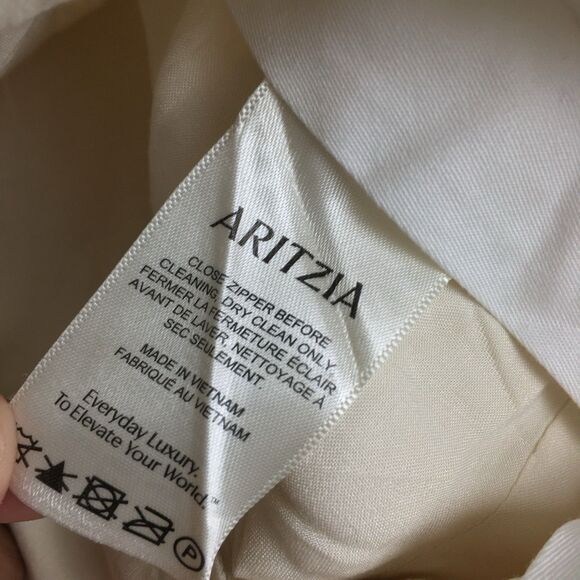 ARITZIA
CLOSE ZIPPER BEFORE
CLEANING. DRY CLEAN ONLY.
FERMER LA FERMETURE ÉCLAIR
AVANT DE LAVER. NETTOYAGE À
SEC SEULEMENT
MADE IN VIETNAM
FABRIQUÉ AU VIETNAM
Everyday Luxury.
To Elevate Your World.™
P